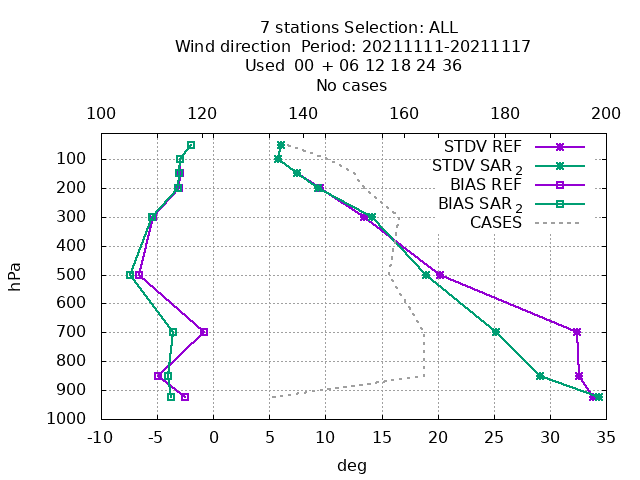 7 stations Selection: ALL
Wind direction  Period: 20211111-20211117
Used  00 + 06 12 18 24 36
No cases
100 120 140 160 180 200
STDV REF
STDV SAR 2
BIAS REF
BIAS SAR 2
CASES
100
200
300
400
500
600
700
800
900
1000
hPa
-10 -5 0 5 10 15 20 25 30 35
deg